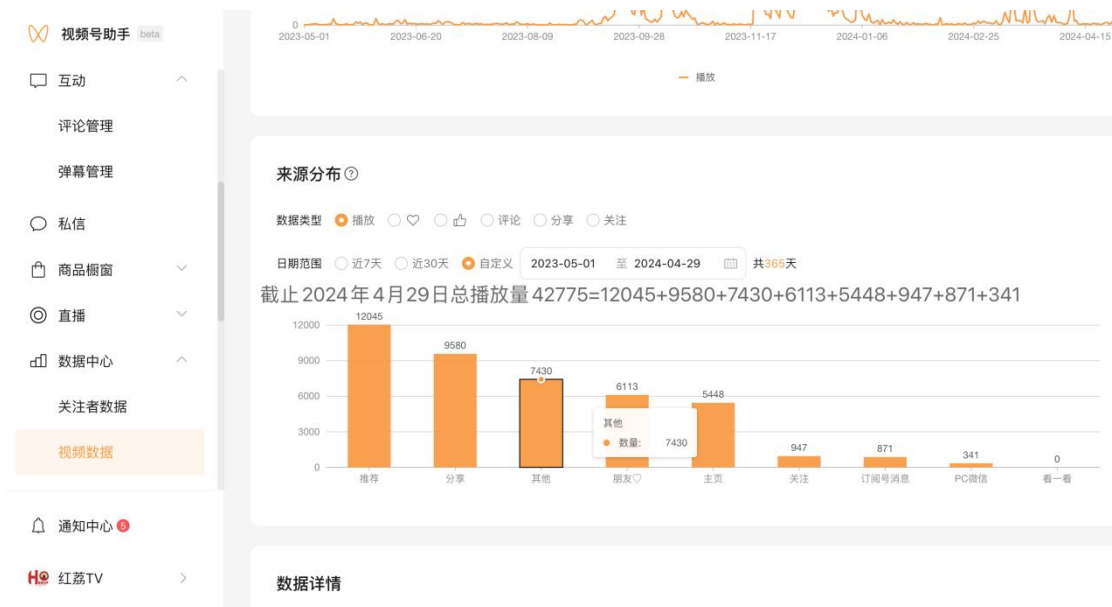 视频号助手 beta
互动
评论管理
弹幕管理
私信
商品橱窗
直播
数据中心
关注者数据
视频数据
通知中心 5
红荔TV
0
2023-05-01 2023-06-20 2023-08-09 2023-09-28 2023-11-17 2024-01-06 2024-02-25 2024-04-15
播放
来源分布
数据类型 播放 评论 分享 关注
日期范围 近7天 近30天 自定义 2023-05-01 至 2024-04-29 共365天
截止2024年4月29日总播放量42775=12045+9580+7430+6113+5448+947+871+341
12000
9000
6000
3000
0
12045 9580 7430 6113 5448 947 871 341 0
其他
数量: 7430
推荐 分享 其他 朋友♡ 主页 关注 订阅号消息 PC微信 看一看
数据详情